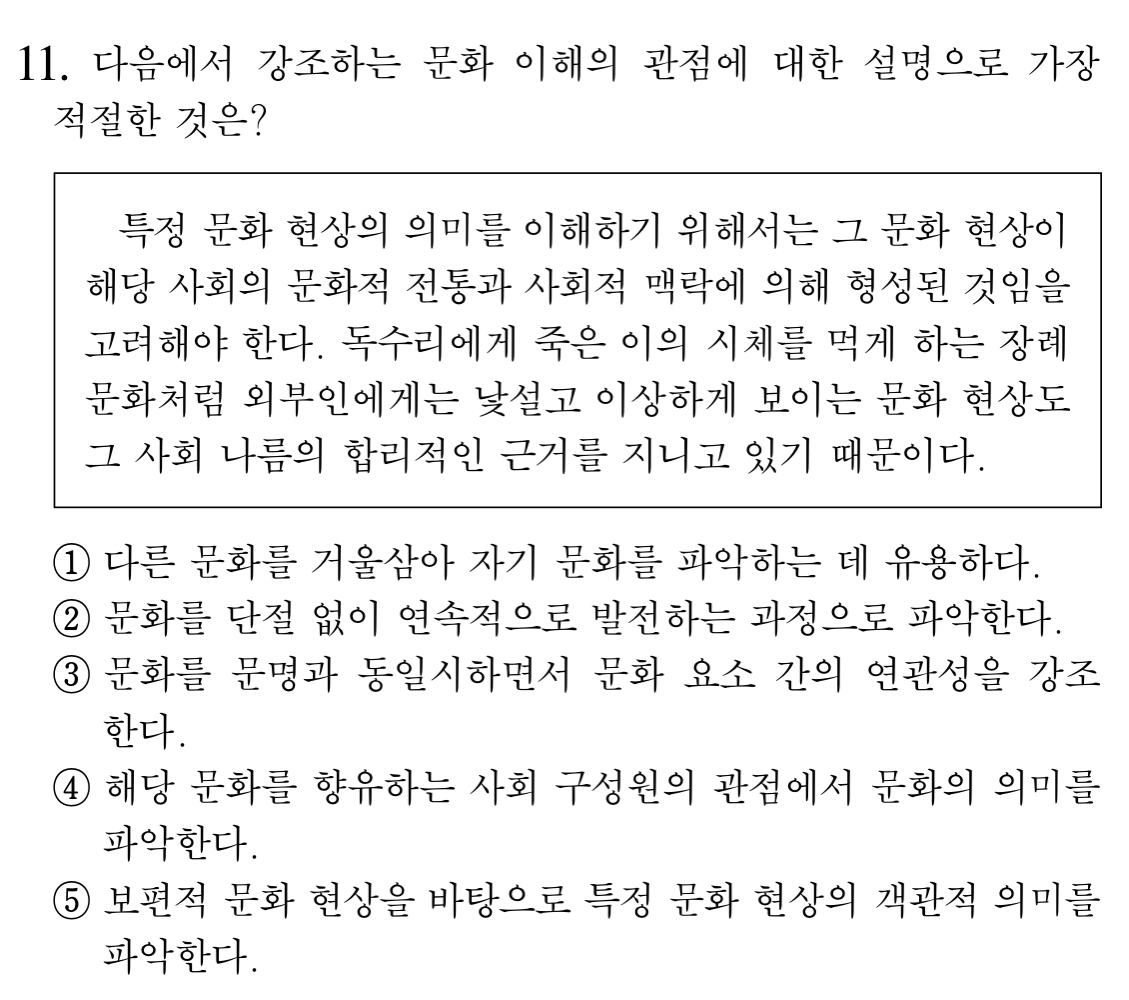 11. 다음에서 강조하는 문화 이해의 관점에 대한 설명으로 가장
적절한 것은?
특정 문화 현상의 의미를 이해하기 위해서는 그 문화 현상이
해당 사회의 문화적 전통과 사회적 맥락에 의해 형성된 것임을
고려해야 한다. 독수리에게 죽은 이의 시체를 먹게 하는 장례
문화처럼 외부인에게는 낯설고 이상하게 보이는 문화 현상도
그 사회 나름의 합리적인 근거를 지니고 있기 때문이다.
① 다른 문화를 거울삼아 자기 문화를 파악하는 데 유용하다.
② 문화를 단절 없이 연속적으로 발전하는 과정으로 파악한다.
③ 문화를 문명과 동일시하면서 문화 요소 간의 연관성을 강조
한다.
④ 해당 문화를 향유하는 사회 구성원의 관점에서 문화의 의미를
파악한다.
⑤ 보편적 문화 현상을 바탕으로 특정 문화 현상의 객관적 의미를
파악한다.